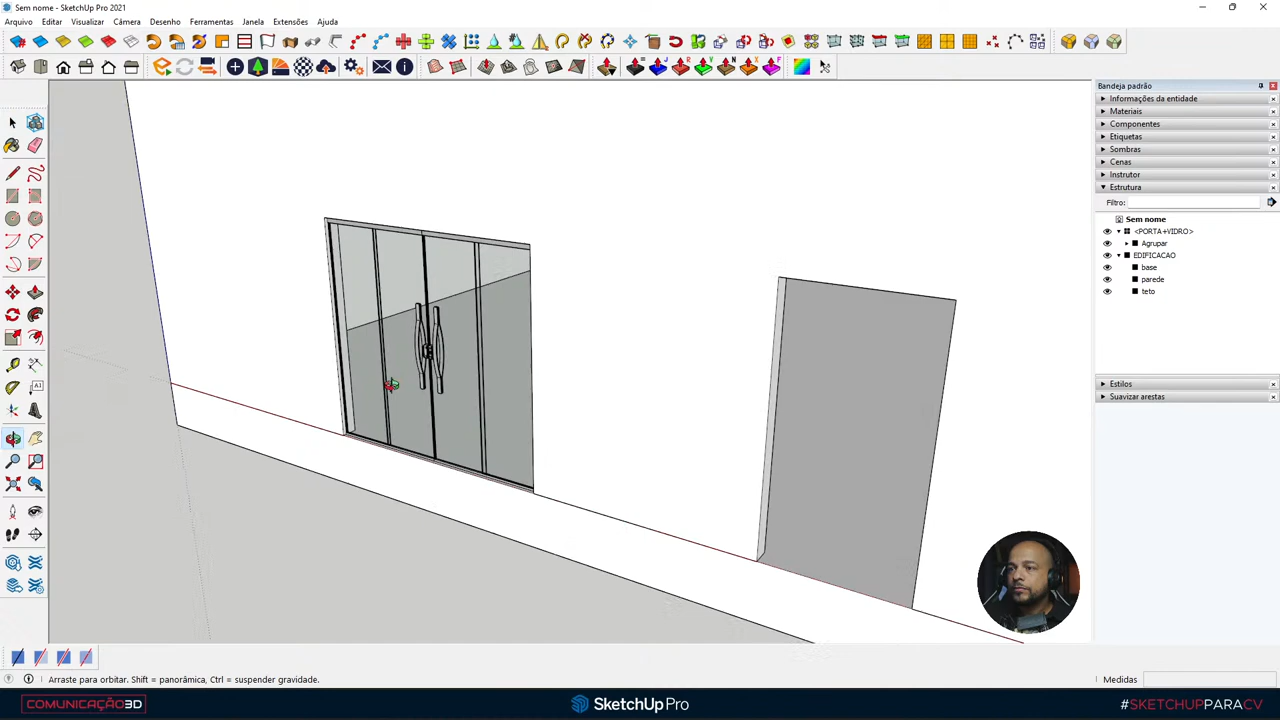 Sem nome - SketchUp Pro 2021
Arquivo Editar Visualizar Câmera Desenho Ferramentas Janela Extensões Ajuda
Bandeja padrão
Informações da entidade
Materiais
Componentes
Etiquetas
Sombras
Cenas
Instrutor
Estrutura
Filtro:
Sem nome
<PORTA+VIDRO>
Agrupar
EDIFICACAO
base
parede
teto
Estilos
Suavizar arestas
Arraste para orbitar. Shift = panorâmica, Ctrl = suspender gravidade.
Medidas
COMUNICAÇÃO3D
SketchUp Pro
#SKETCHUPPARACV